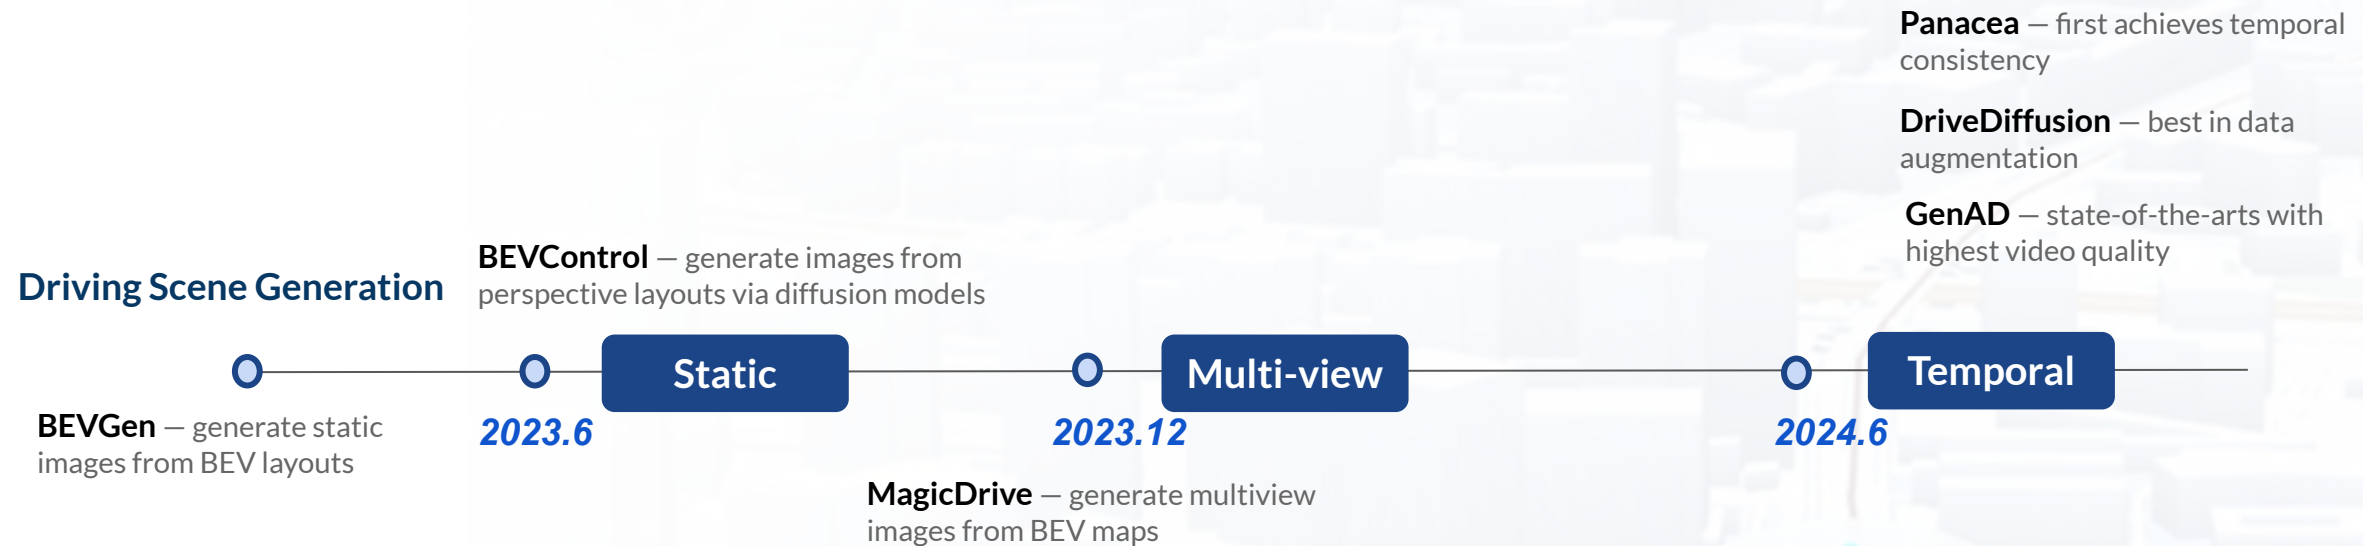 Panacea — first achieves temporal
consistency
DriveDiffusion — best in data
augmentation
GenAD — state-of-the-arts with
highest video quality
BEVControl — generate images from
perspective layouts via diffusion models
Driving Scene Generation
Static
Multi-view
Temporal
2023.6
2023.12
2024.6
BEVGen — generate static
images from BEV layouts
MagicDrive — generate multiview
images from BEV maps